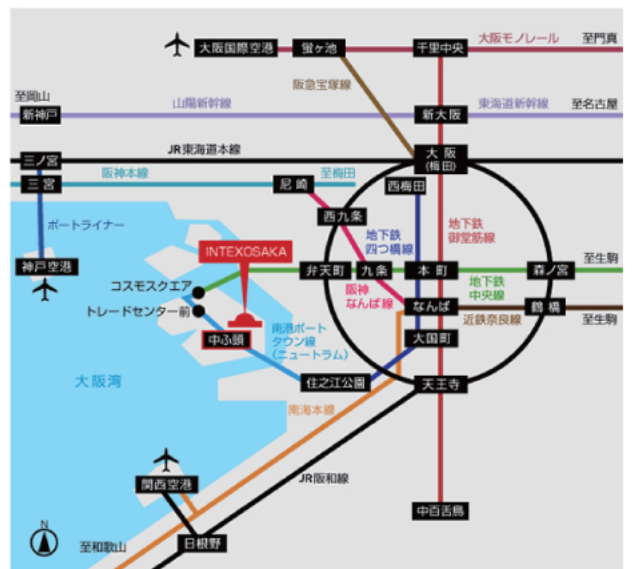 大阪国際空港
蛍ヶ池
千里中央
大阪モノレール
至門真
阪急宝塚線
至岡山
新神戸
山陽新幹線
新大阪
東海道新幹線
至名古屋
三ノ宮
JR東海道本線
大阪
(梅田)
三宮
阪神本線
尼崎
至梅田
西梅田
ポートライナー
西九条
地下鉄
四つ橋線
地下鉄
御堂筋線
INTEXOSAKA
神戸空港
弁天町
九条
本町
森ノ宮
至生駒
コスモスクエア
阪神
なんば線
地下鉄
中央線
トレードセンター前
なんば
鶴橋
近鉄奈良線
至生駒
中ふ頭
南港ポート
タウン線
(ニュートラム)
大国町
大阪湾
住之江公園
天王寺
南海本線
関西空港
JR阪和線
中百舌鳥
N
至和歌山
日根野